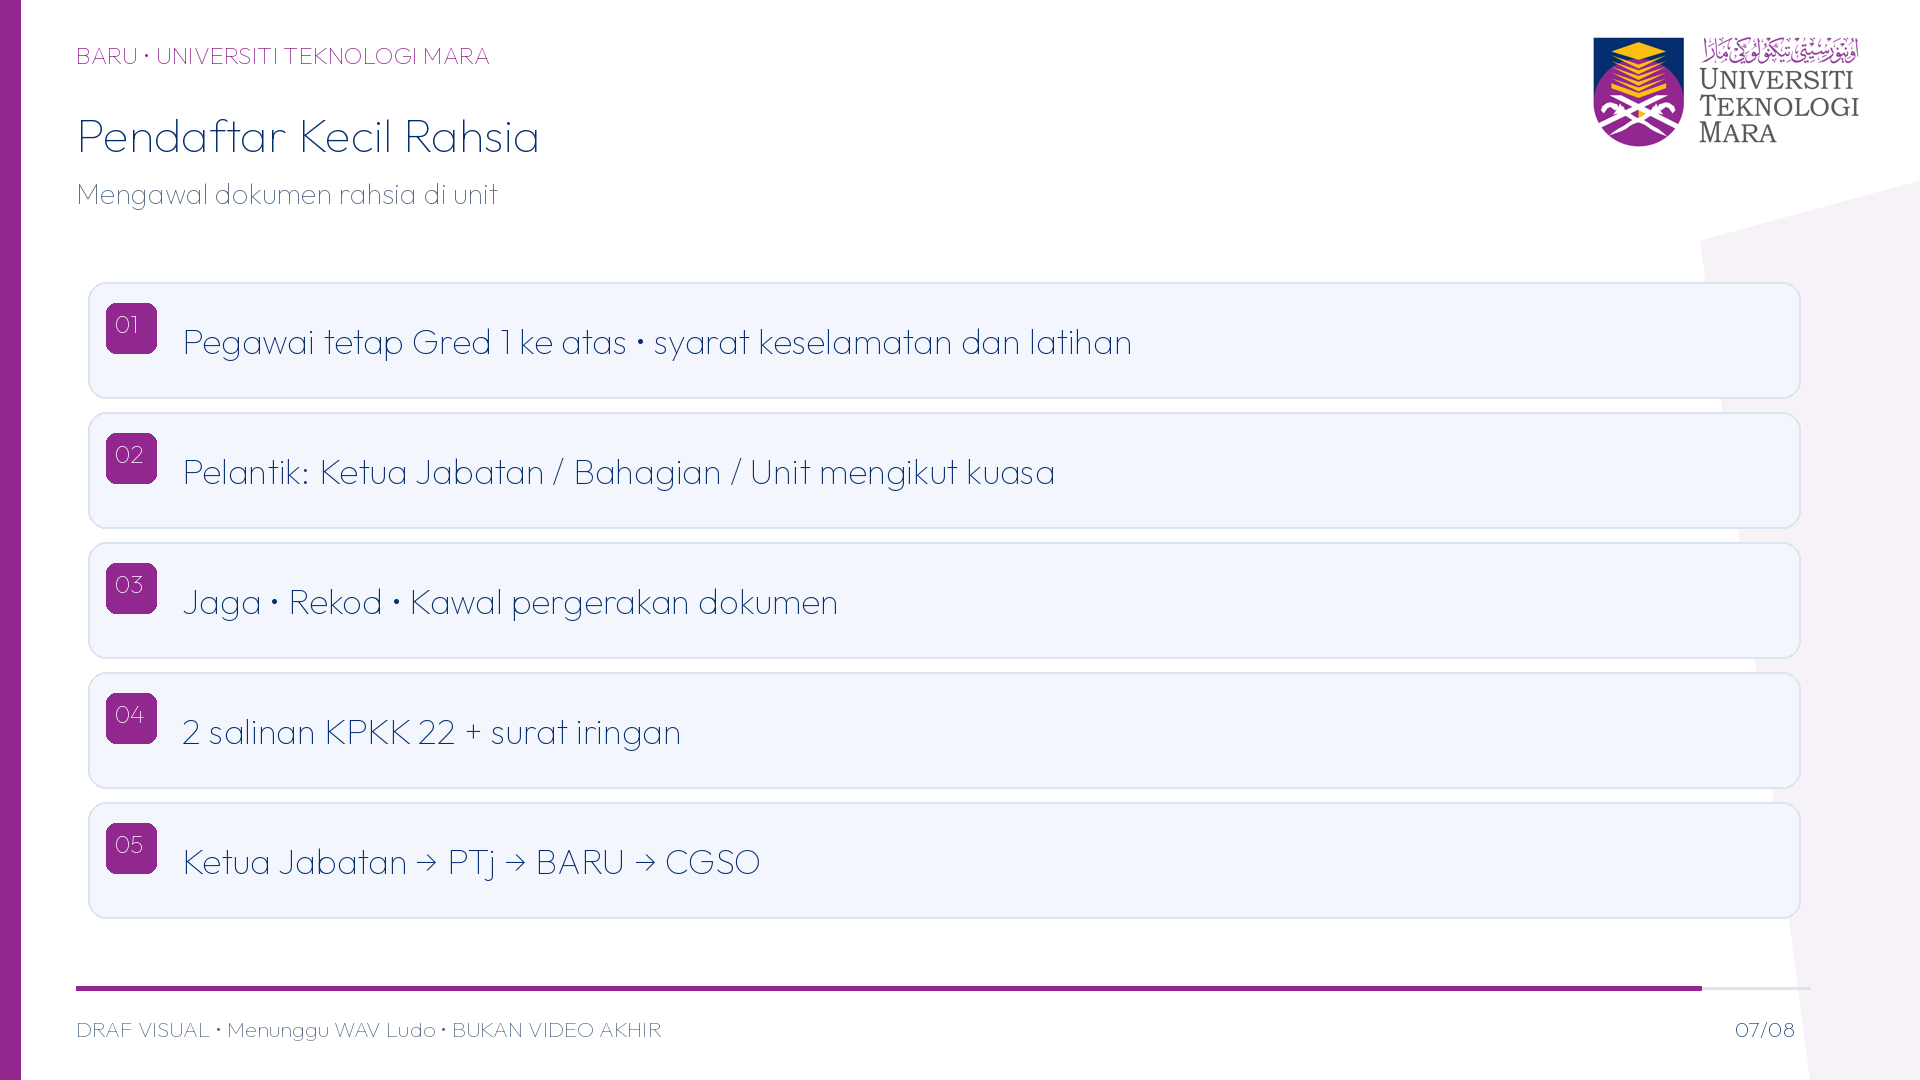 BARU • UNIVERSITI TEKNOLOGI MARA
اونيۏرسيتي تيكنولوݢي مارا
UNIVERSITI
TEKNOLOGI
MARA
Pendaftar Kecil Rahsia
Mengawal dokumen rahsia di unit
01
Pegawai tetap Gred 1 ke atas • syarat keselamatan dan latihan
02
Pelantik: Ketua Jabatan / Bahagian / Unit mengikut kuasa
03
Jaga • Rekod • Kawal pergerakan dokumen
04
2 salinan KPKK 22 + surat iringan
05
Ketua Jabatan → PTj → BARU → CGSO
DRAF VISUAL • Menunggu WAV Ludo • BUKAN VIDEO AKHIR
07/08